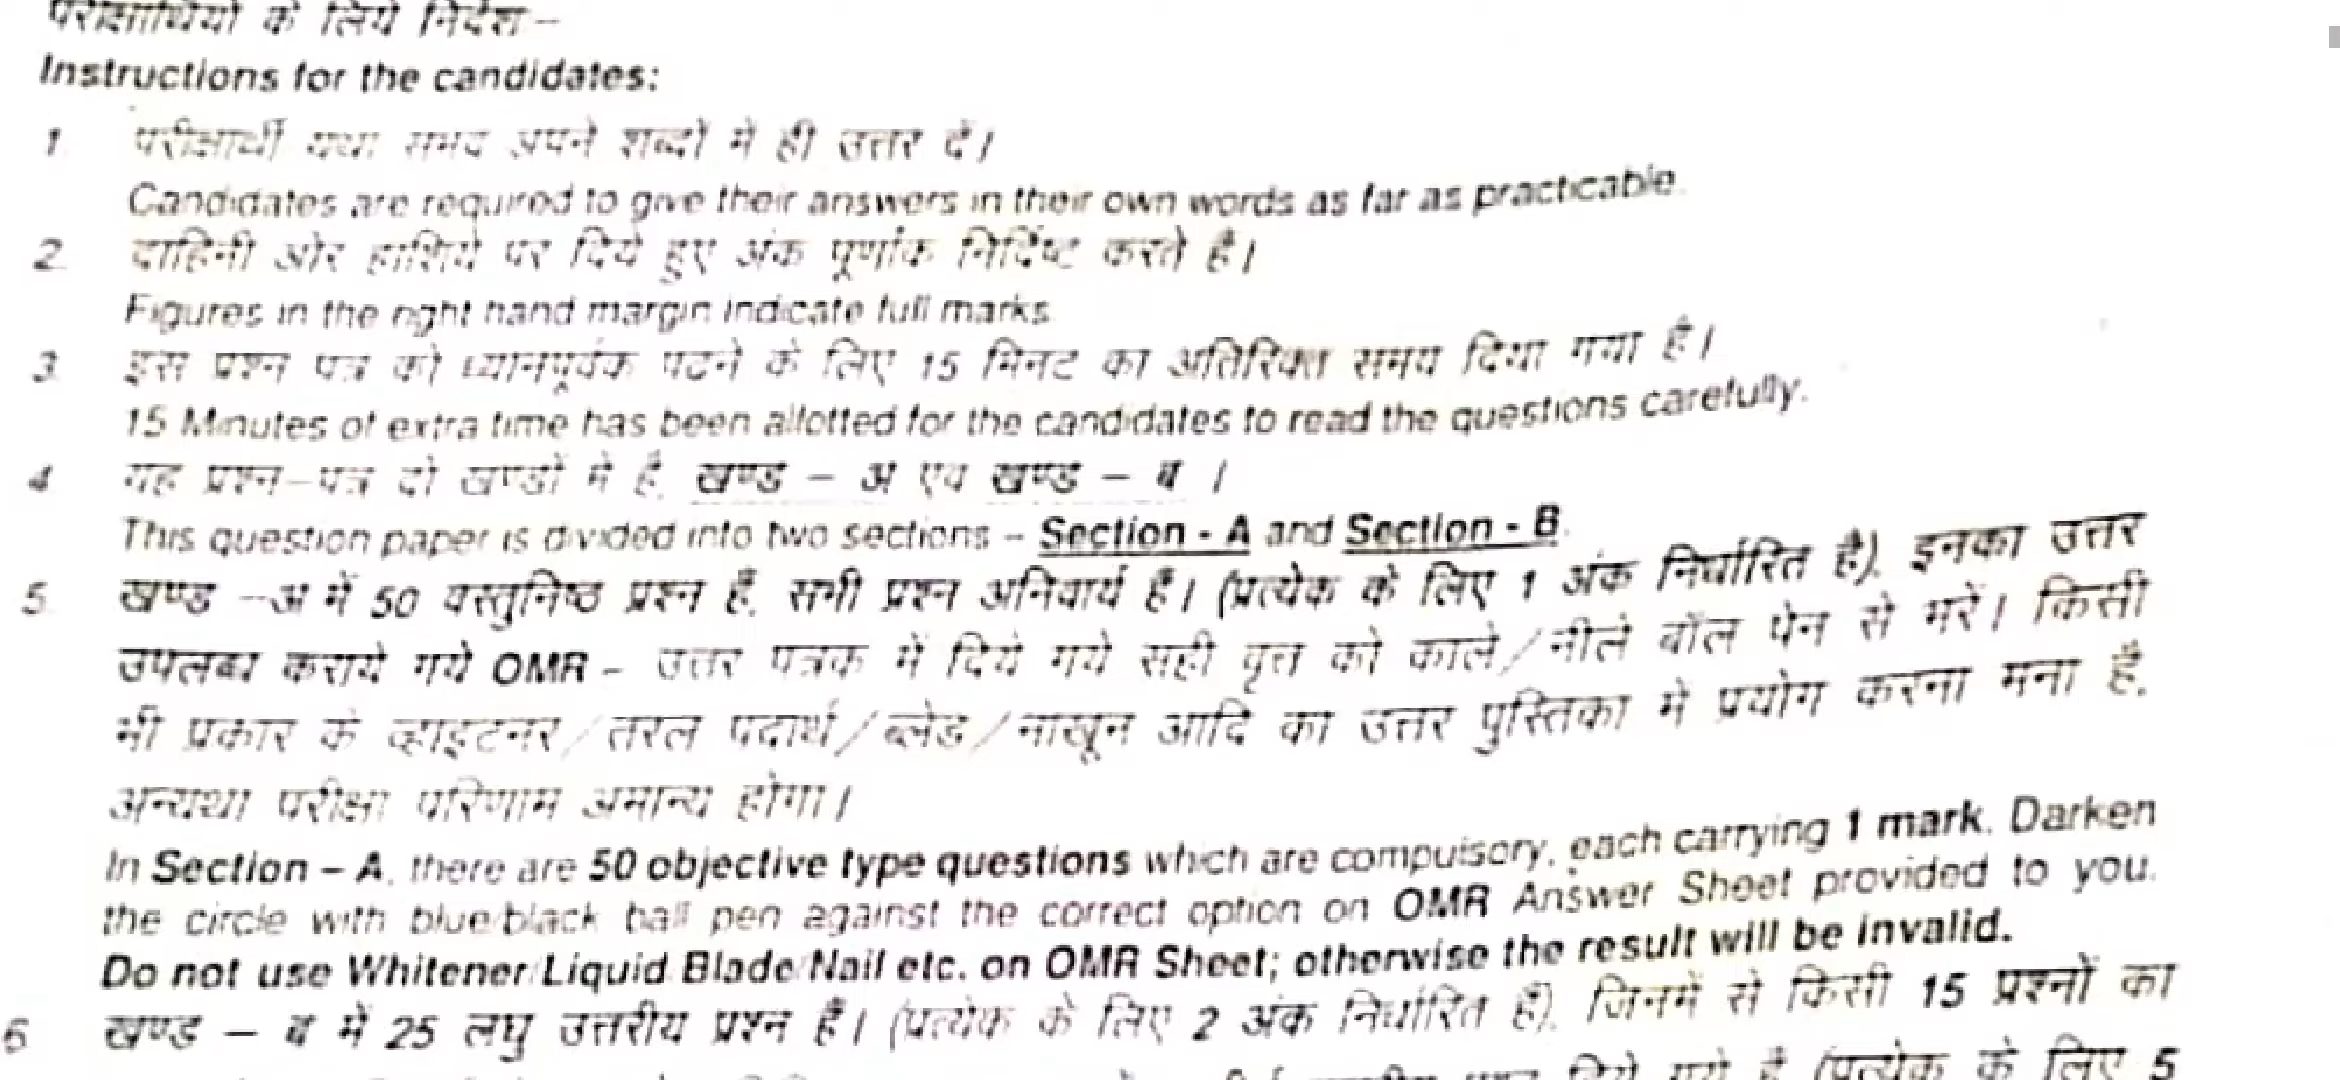 परीक्षार्थियों के लिये निर्देश–
Instructions for the candidates:
1. परीक्षार्थी यथा सभव अपने शब्दों में ही उत्तर दें।
Candidates are required to give their answers in their own words as far as practicable.
2. दाहिनी ओर हाशिये पर दिये हुए अंक पूर्णांक निर्दिष्ट करते है।
Figures in the right hand margin indicate full marks
3. इस प्रश्न पत्र को ध्यानपूर्वक पढने के लिए 15 मिनट का अतिरिक्त समय दिया गया है।
15 Minutes of extra time has been allotted for the candidates to read the questions carefully.
4 यह प्रश्न–पत्र दो खण्डों में है, खण्ड – अ एव खण्ड – ब ।
This question paper is divided into two sections – Section - A and Section - B.
5. खण्ड –अ में 50 वस्तुनिष्ठ प्रश्न हैं, सभी प्रश्न अनिवार्य हैं। (प्रत्येक के लिए 1 अंक निर्धारित है), इनका उत्तर
उपलब्ध कराये गये OMR – उत्तर पत्रक में दिये गये सही वृत्त को काले/नीले बॉल पेन से भरें। किसी
भी प्रकार के व्हाइटनर/तरल पदार्थ/ब्लेड/नाखून आदि का उत्तर पुस्तिका में प्रयोग करना मना है,
अन्यथा परीक्षा परिणाम अमान्य होगा।
In Section – A, there are 50 objective type questions which are compulsory, each carrying 1 mark. Darken
the circle with blue/black ball pen against the correct option on OMR Answer Sheet provided to you.
Do not use Whitener/Liquid/Blade/Nail etc. on OMR Sheet; otherwise the result will be invalid.
6 खण्ड – ब में 25 लघु उत्तरीय प्रश्न हैं। (प्रत्येक के लिए 2 अंक निर्धारित है), जिनमें से किसी 15 प्रश्नों का
प्रश्न दिये गये है (प्रत्येक के लिए 5